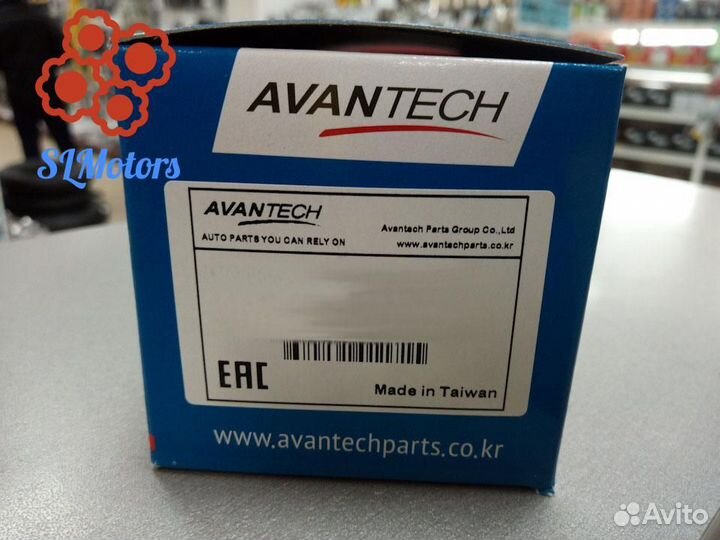 AVANTECH
SLMotors
AVANTECH
AUTO PARTS YOU CAN RELY ON
Avantech Parts Group Co.,Ltd
www.avantechparts.co.kr
EAC
Made in Taiwan
www.avantechparts.co.kr
Avito